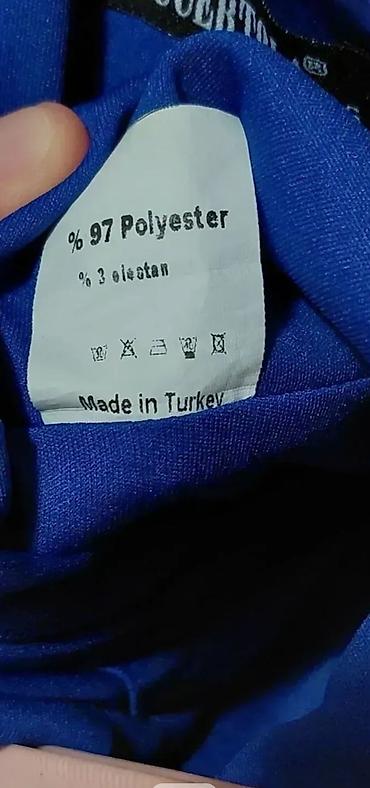 % 97 Polyester
% 3 elastan
Made in Turkey